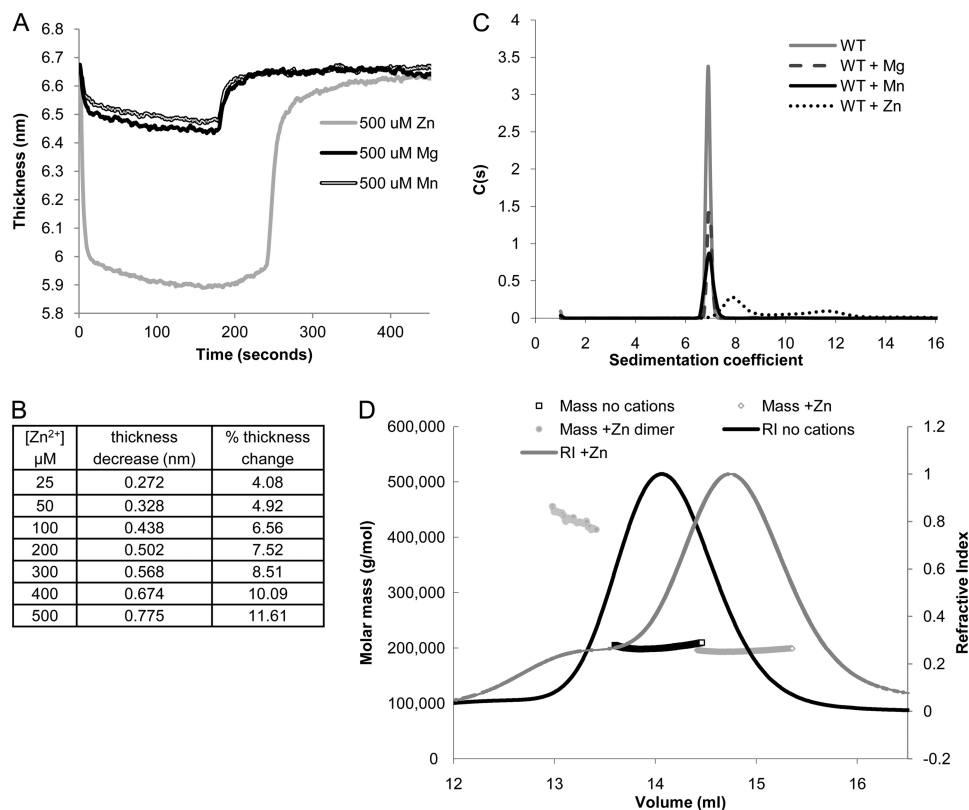 A
6.8
6.7
6.6
6.5
6.4
6.3
6.2
6.1
6
5.9
5.8
Thickness (nm)
500 uM Zn
500 uM Mg
500 uM Mn
0 100 200 300 400
Time (seconds)
C
4
3.5
3
2.5
2
1.5
1
0.5
0
C(s)
WT
WT + Mg
WT + Mn
WT + Zn
0 2 4 6 8 10 12 14 16
Sedimentation coefficient
B
[Zn²⁺] µM thickness decrease (nm) % thickness change
25 0.272 4.08
50 0.328 4.92
100 0.438 6.56
200 0.502 7.52
300 0.568 8.51
400 0.674 10.09
500 0.775 11.61
D
Mass no cations Mass +Zn
Mass +Zn dimer RI no cations
RI +Zn
600,000
500,000
400,000
300,000
200,000
100,000
0
Molar mass (g/mol)
1.2
1
0.8
0.6
0.4
0.2
0
-0.2
Refractive Index
12 13 14 15 16
Volume (ml)